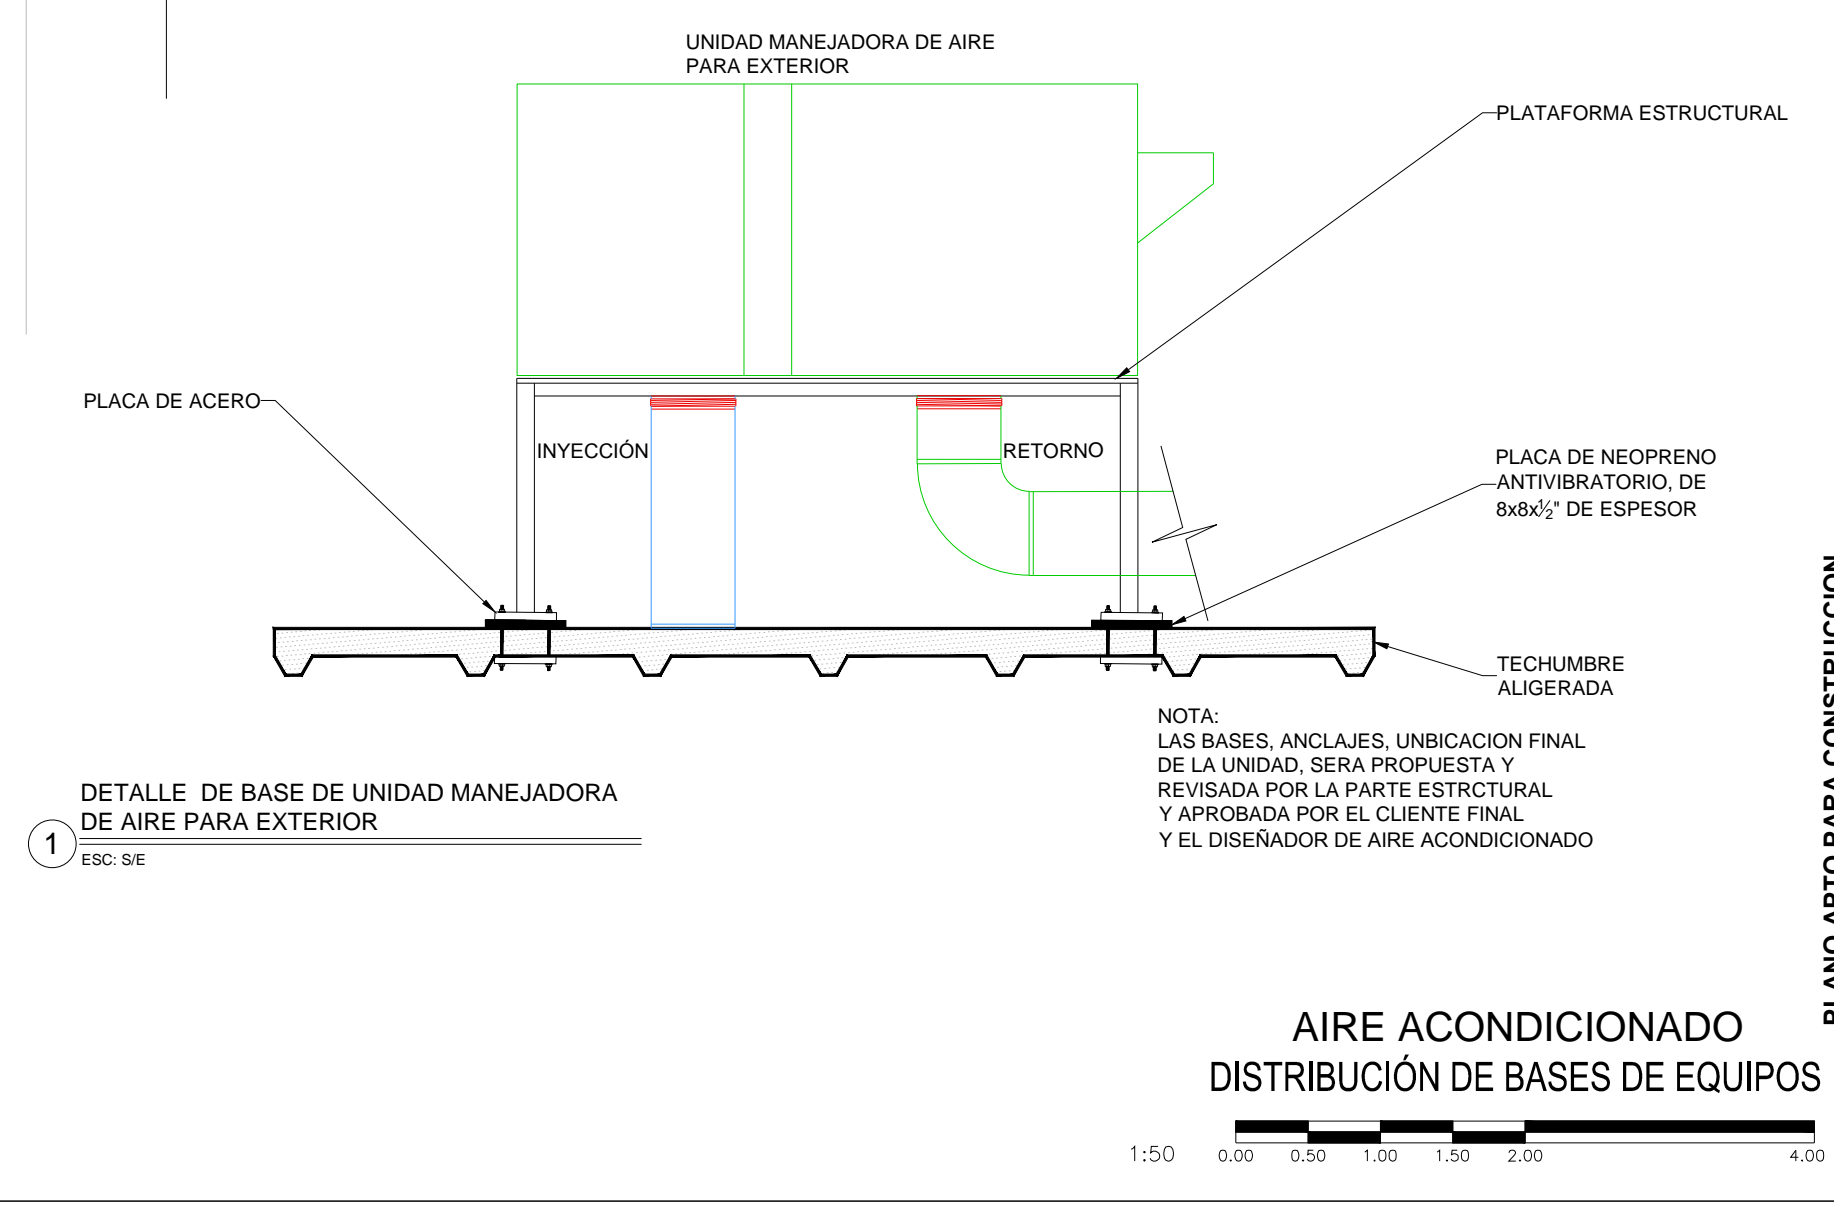 UNIDAD MANEJADORA DE AIRE
PARA EXTERIOR
PLATAFORMA ESTRUCTURAL
PLACA DE ACERO
INYECCIÓN
RETORNO
PLACA DE NEOPRENO
ANTIVIBRATORIO, DE
8x8x½" DE ESPESOR
TECHUMBRE
ALIGERADA
NOTA:
LAS BASES, ANCLAJES, UNBICACION FINAL
DE LA UNIDAD, SERA PROPUESTA Y
REVISADA POR LA PARTE ESTRCTURAL
Y APROBADA POR EL CLIENTE FINAL
Y EL DISEÑADOR DE AIRE ACONDICIONADO
DETALLE  DE BASE DE UNIDAD MANEJADORA
DE AIRE PARA EXTERIOR
1
ESC: S/E
PLANO APTO PARA CONSTRUCCION
AIRE ACONDICIONADO
DISTRIBUCIÓN DE BASES DE EQUIPOS
1:50
0.00 0.50 1.00 1.50 2.00 4.00